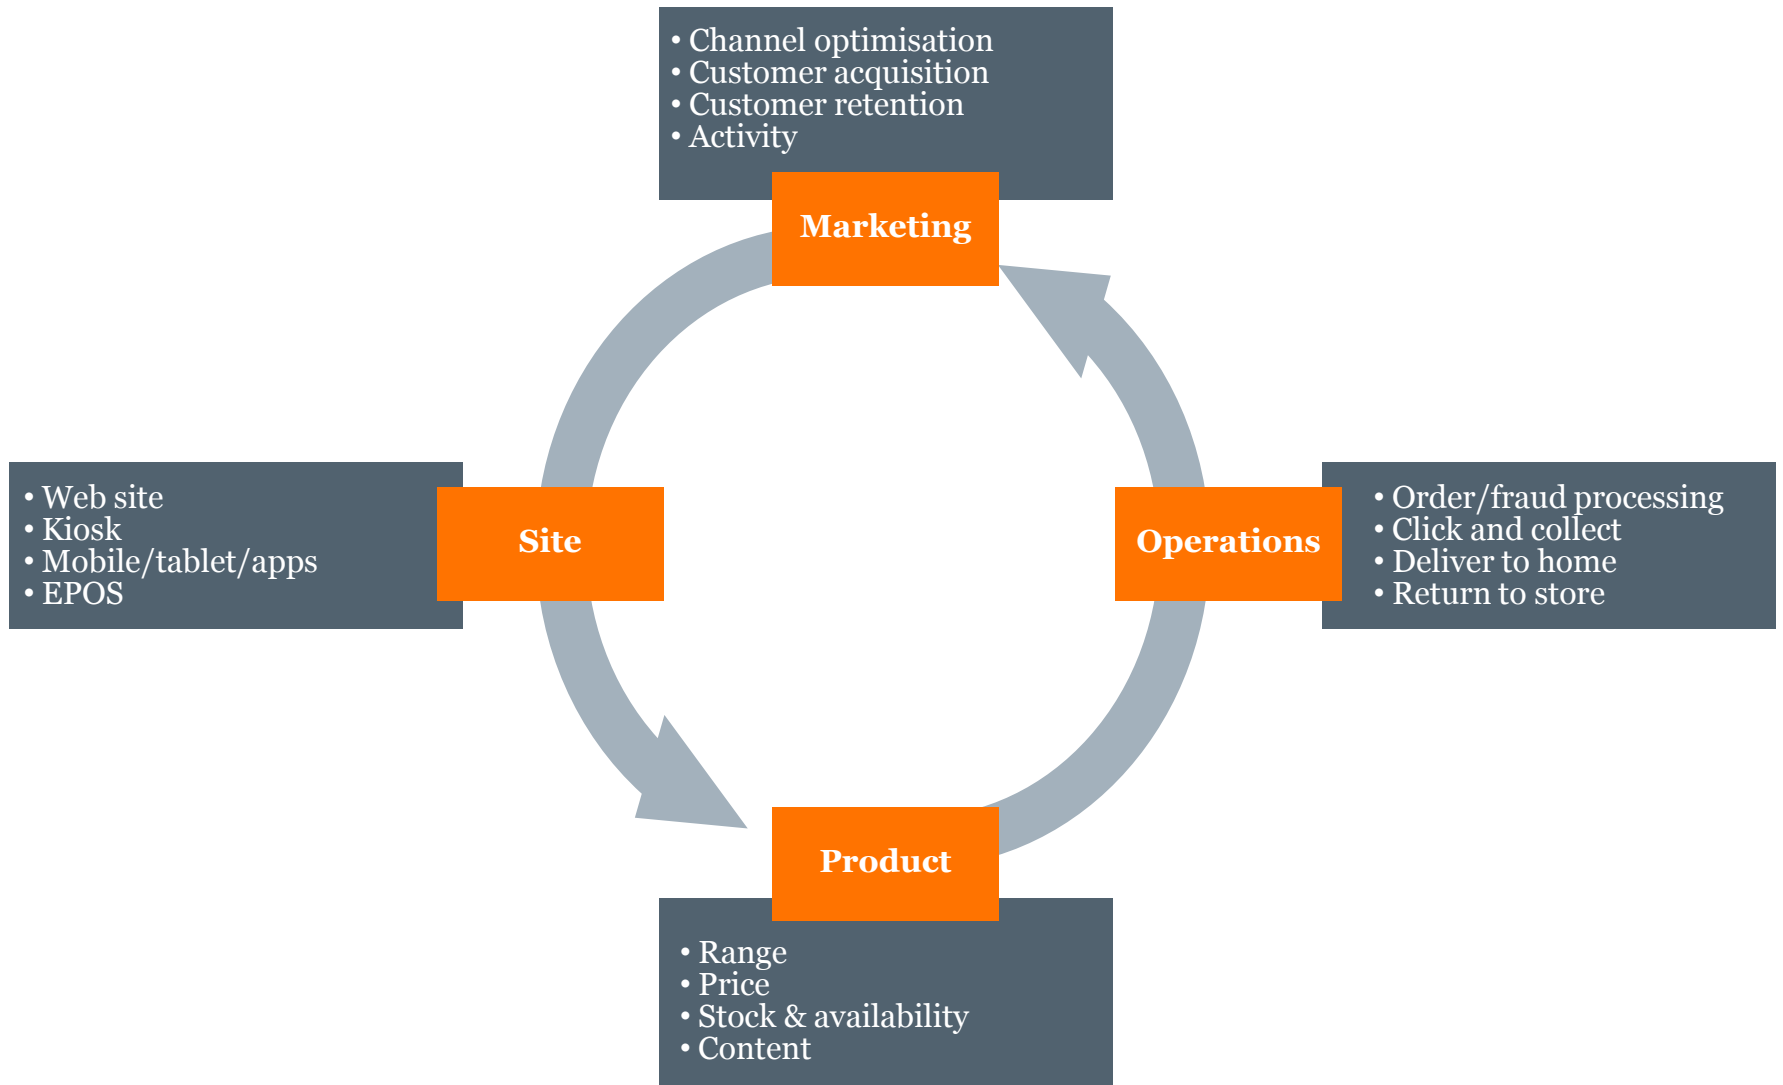 • Channel optimisation
• Customer acquisition
• Customer retention
• Activity
Marketing
• Web site
• Kiosk
• Mobile/tablet/apps
• EPOS
Site
Operations
• Order/fraud processing
• Click and collect
• Deliver to home
• Return to store
Product
• Range
• Price
• Stock & availability
• Content